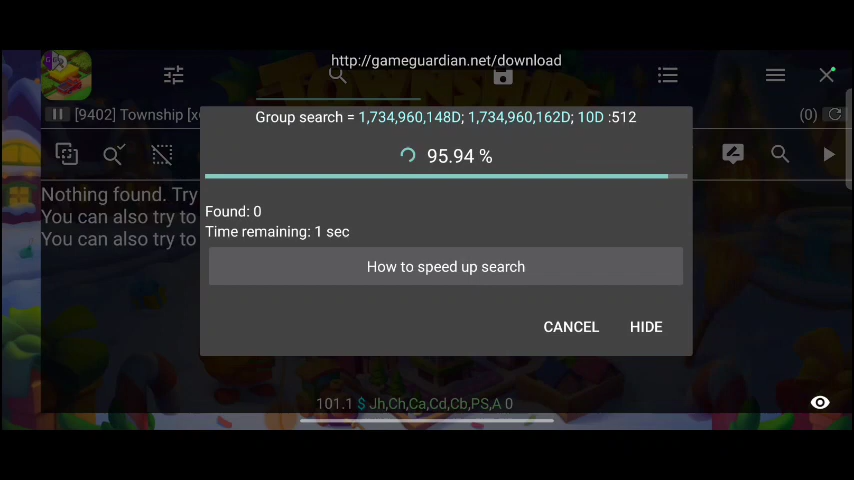 http://gameguardian.net/download
[9402] Township [x
(0)
Group search = 1,734,960,148D; 1,734,960,162D; 10D :512
95.94 %
Nothing found. Try
You can also try to
You can also try to
Found: 0
Time remaining: 1 sec
How to speed up search
CANCEL HIDE
101.1 $ Jh,Ch,Ca,Cd,Cb,PS,A 0